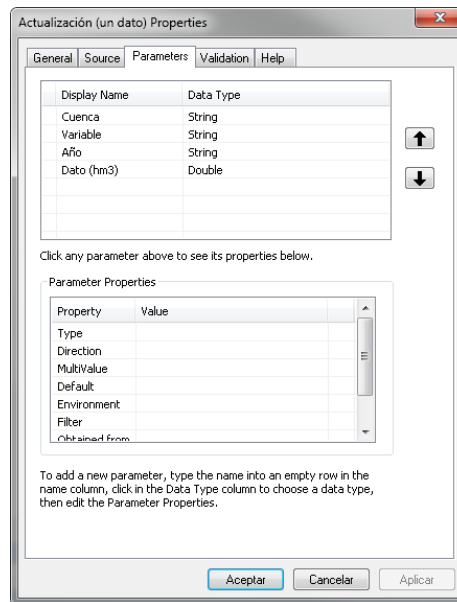 Actualización (un dato) Properties
General Source Parameters Validation Help
Display Name Data Type
Cuenca String
Variable String
Año String
Dato (hm3) Double
Click any parameter above to see its properties below.
Parameter Properties
Property Value
Type
Direction
MultiValue
Default
Environment
Filter
Obtained from
To add a new parameter, type the name into an empty row in the
name column, click in the Data Type column to choose a data type,
then edit the Parameter Properties.
Aceptar Cancelar Aplicar